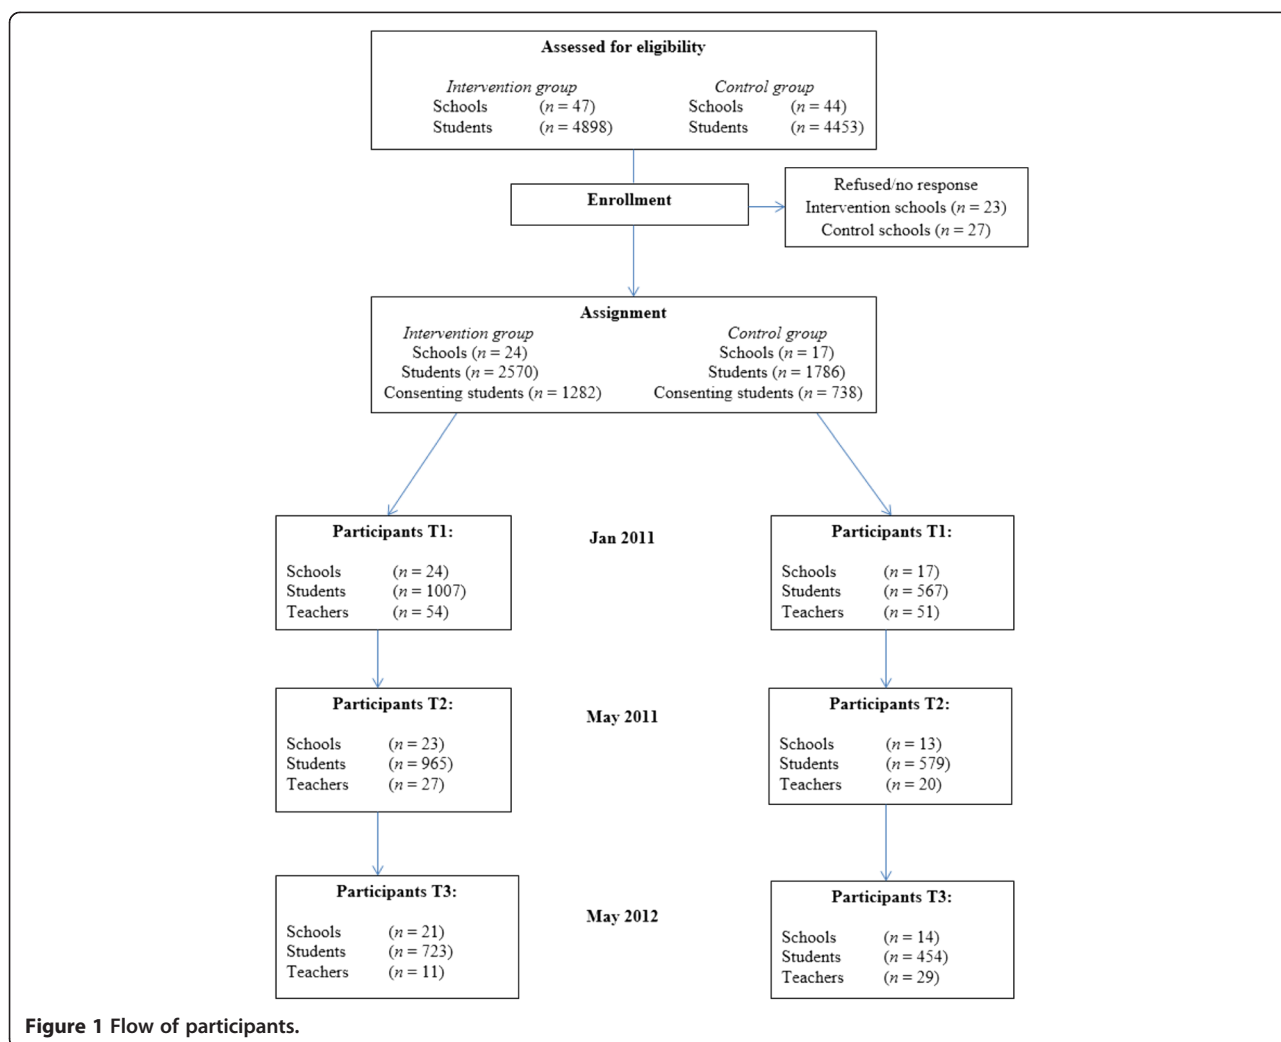 Assessed for eligibility
Intervention group Control group
Schools (n = 47) Schools (n = 44)
Students (n = 4898) Students (n = 4453)
Enrollment
Refused/no response
Intervention schools (n = 23)
Control schools (n = 27)
Assignment
Intervention group Control group
Schools (n = 24) Schools (n = 17)
Students (n = 2570) Students (n = 1786)
Consenting students (n = 1282) Consenting students (n = 738)
Participants T1:
Schools (n = 24)
Students (n = 1007)
Teachers (n = 54)
Jan 2011
Participants T1:
Schools (n = 17)
Students (n = 567)
Teachers (n = 51)
Participants T2:
Schools (n = 23)
Students (n = 965)
Teachers (n = 27)
May 2011
Participants T2:
Schools (n = 13)
Students (n = 579)
Teachers (n = 20)
Participants T3:
Schools (n = 21)
Students (n = 723)
Teachers (n = 11)
May 2012
Participants T3:
Schools (n = 14)
Students (n = 454)
Teachers (n = 29)
Figure 1 Flow of participants.